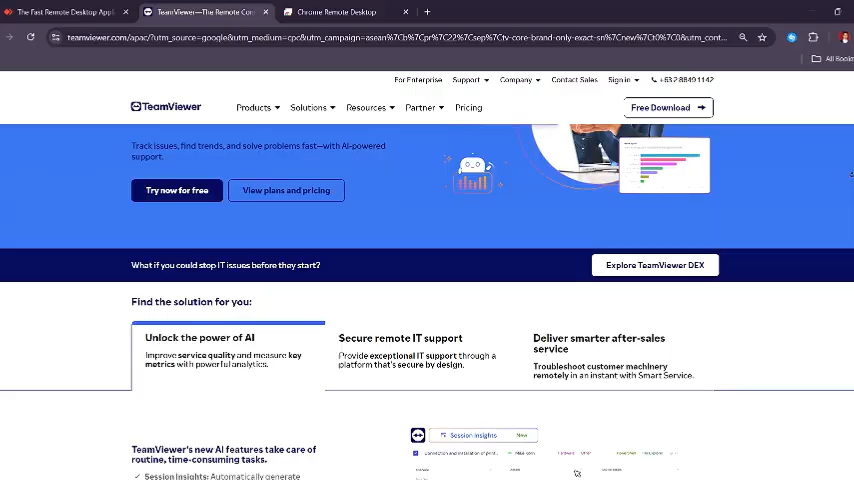 The Fast Remote Desktop Appl
TeamViewer—The Remote Con
Chrome Remote Desktop
teamviewer.com/apac/?utm_source=google&utm_medium=cpc&utm_campaign=asean%7Cb%7Cpr%7C22%7Csep%7Ctv-core-brand-only-exact-sn%7Cnew%7Ct0%7C0&utm_cont...
All Bookm
For Enterprise Support Company Contact Sales Sign in +63 2 8849 1142
TeamViewer Products Solutions Resources Partner Pricing Free Download
Track issues, find trends, and solve problems fast—with AI-powered
support.
Try now for free View plans and pricing
What if you could stop IT issues before they start? Explore TeamViewer DEX
Find the solution for you:
Unlock the power of AI
Improve service quality and measure key
metrics with powerful analytics.
Secure remote IT support
Provide exceptional IT support through a
platform that's secure by design.
Deliver smarter after-sales
service
Troubleshoot customer machinery
remotely in an instant with Smart Service.
TeamViewer's new AI features take care of
routine, time-consuming tasks.
Session Insights: Automatically generate
Session Insights New